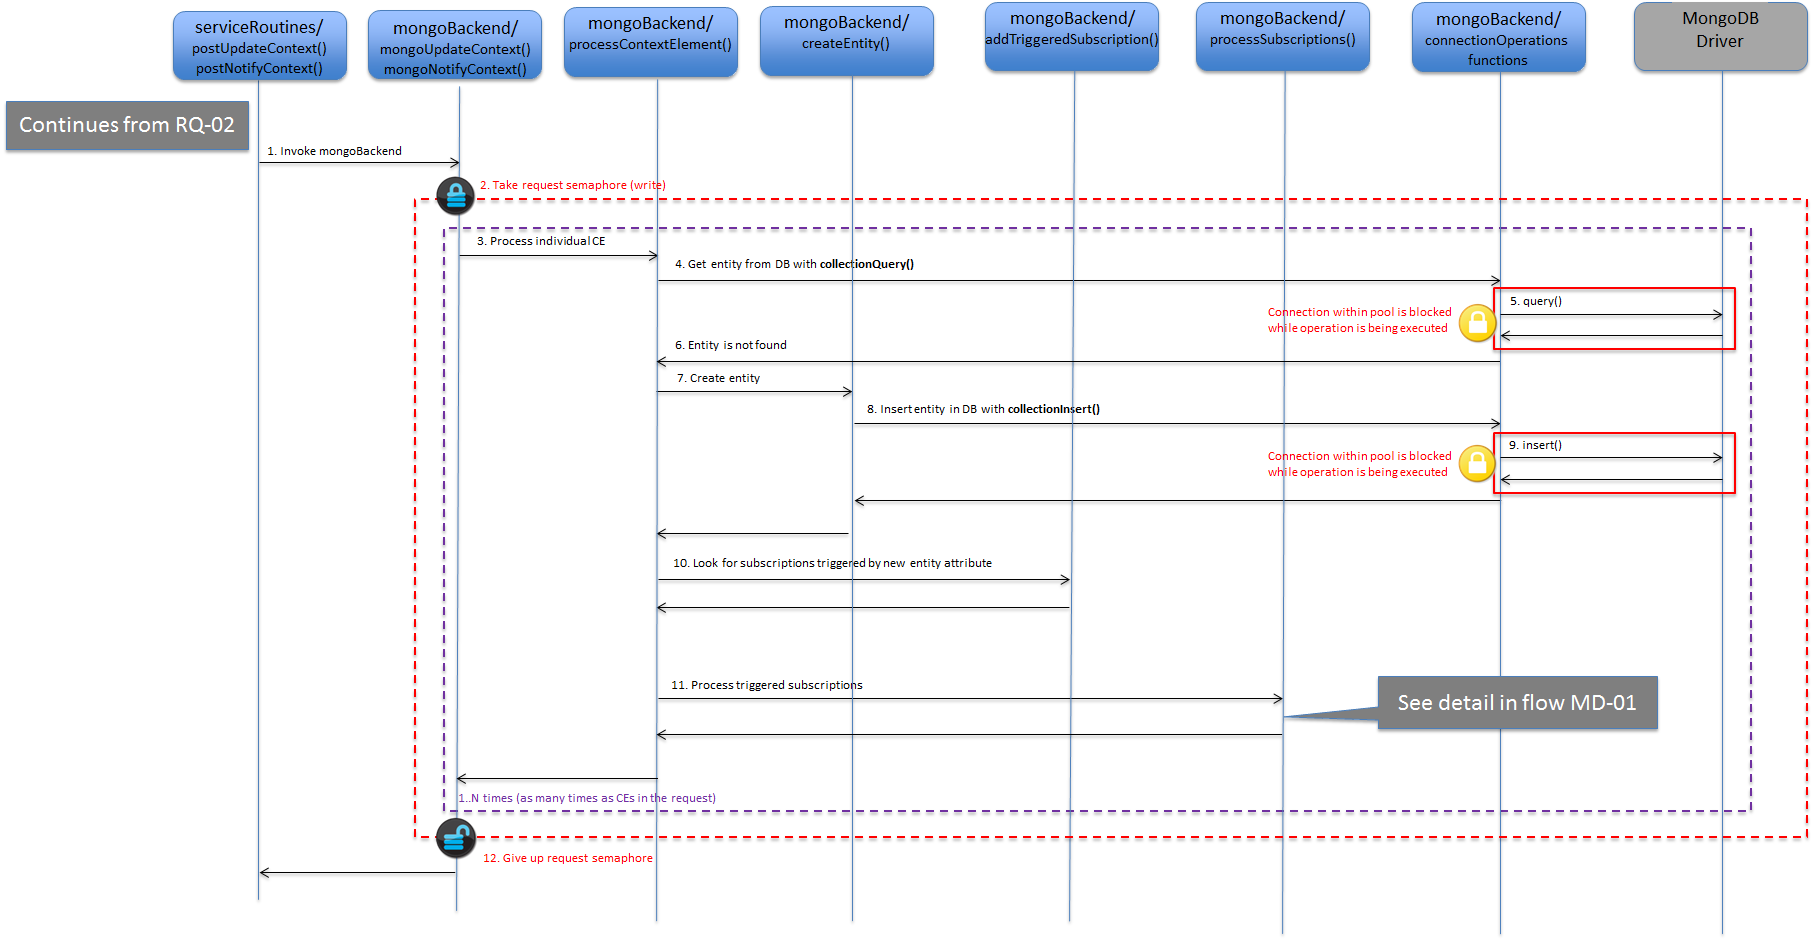 serviceRoutines/
postUpdateContext()
postNotifyContext()
mongoBackend/
mongoUpdateContext()
mongoNotifyContext()
mongoBackend/
processContextElement()
mongoBackend/
createEntity()
mongoBackend/
addTriggeredSubscription()
mongoBackend/
processSubscriptions()
mongoBackend/
connectionOperations
functions
MongoDB
Driver
Continues from RQ-02
1. Invoke mongoBackend
2. Take request semaphore (write)
3. Process individual CE
4. Get entity from DB with collectionQuery()
5. query()
Connection within pool is blocked
while operation is being executed
6. Entity is not found
7. Create entity
8. Insert entity in DB with collectionInsert()
9. insert()
Connection within pool is blocked
while operation is being executed
10. Look for subscriptions triggered by new entity attribute
11. Process triggered subscriptions
See detail in flow MD-01
1..N times (as many times as CEs in the request)
12. Give up request semaphore